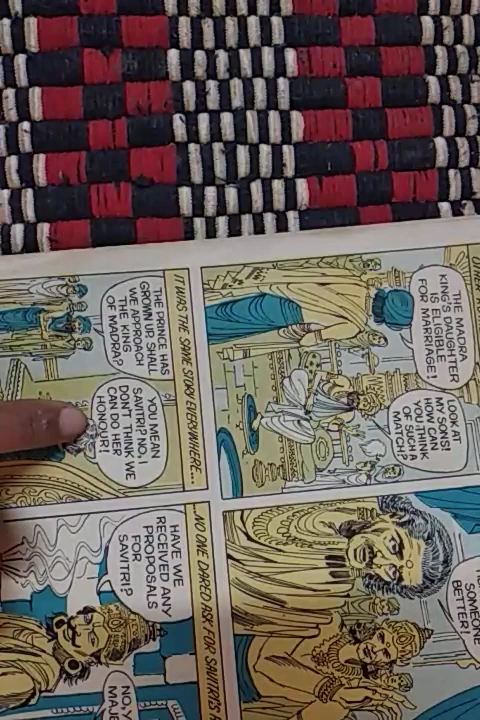 THE MADRA
KING'S DAUGHTER
IS ELIGIBLE
FOR MARRIAGE?
LOOK AT
MY SONS!
HOW CAN
YOU THINK
OF SUCH A
MATCH?
SOMEONE
BETTER!
IT WAS THE SAME STORY EVERYWHERE...
THE PRINCE HAS
GROWN UP. SHALL
WE APPROACH
THE KING
OF MADRA?
YOU MEAN
SAVITRI? NO, I
DON'T THINK WE
CAN DO HER
HONOUR!
...NO ONE DARED ASK FOR SAVITRI'S
HAVE WE
RECEIVED ANY
PROPOSALS
FOR
SAVITRI?
NO, Y